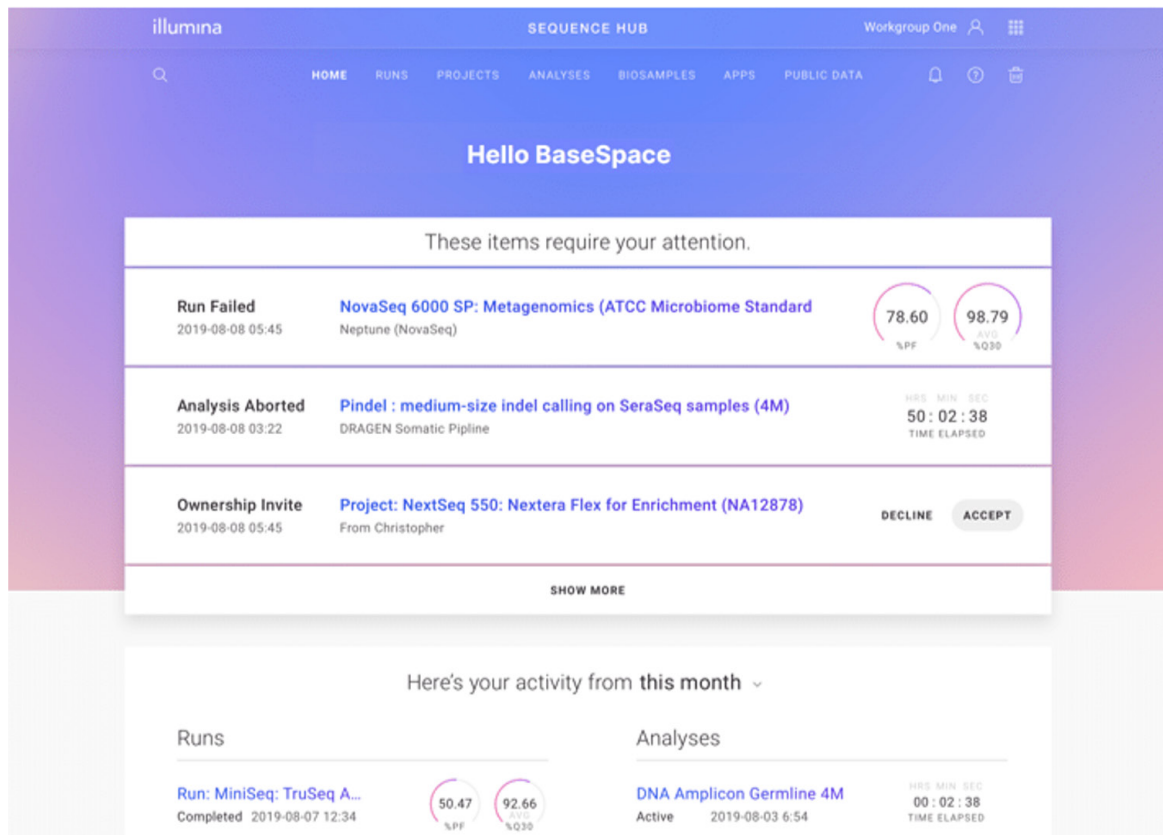 illumina
SEQUENCE HUB
Workgroup One
HOME RUNS PROJECTS ANALYSES BIOSAMPLES APPS PUBLIC DATA
Hello BaseSpace
These items require your attention.
Run Failed
2019-08-08 05:45
NovaSeq 6000 SP: Metagenomics (ATCC Microbiome Standard
Neptune (NovaSeq)
78.60
%PF
98.79
AVG
%Q30
Analysis Aborted
2019-08-08 03:22
Pindel : medium-size indel calling on SeraSeq samples (4M)
DRAGEN Somatic Pipline
HRS MIN SEC
50 : 02 : 38
TIME ELAPSED
Ownership Invite
2019-08-08 05:45
Project: NextSeq 550: Nextera Flex for Enrichment (NA12878)
From Christopher
DECLINE
ACCEPT
SHOW MORE
Here's your activity from this month
Runs
Run: MiniSeq: TruSeq A...
Completed 2019-08-07 12:34
50.47
%PF
92.66
AVG
%Q30
Analyses
DNA Amplicon Germline 4M
Active 2019-08-03 6:54
HRS MIN SEC
00 : 02 : 38
TIME ELAPSED